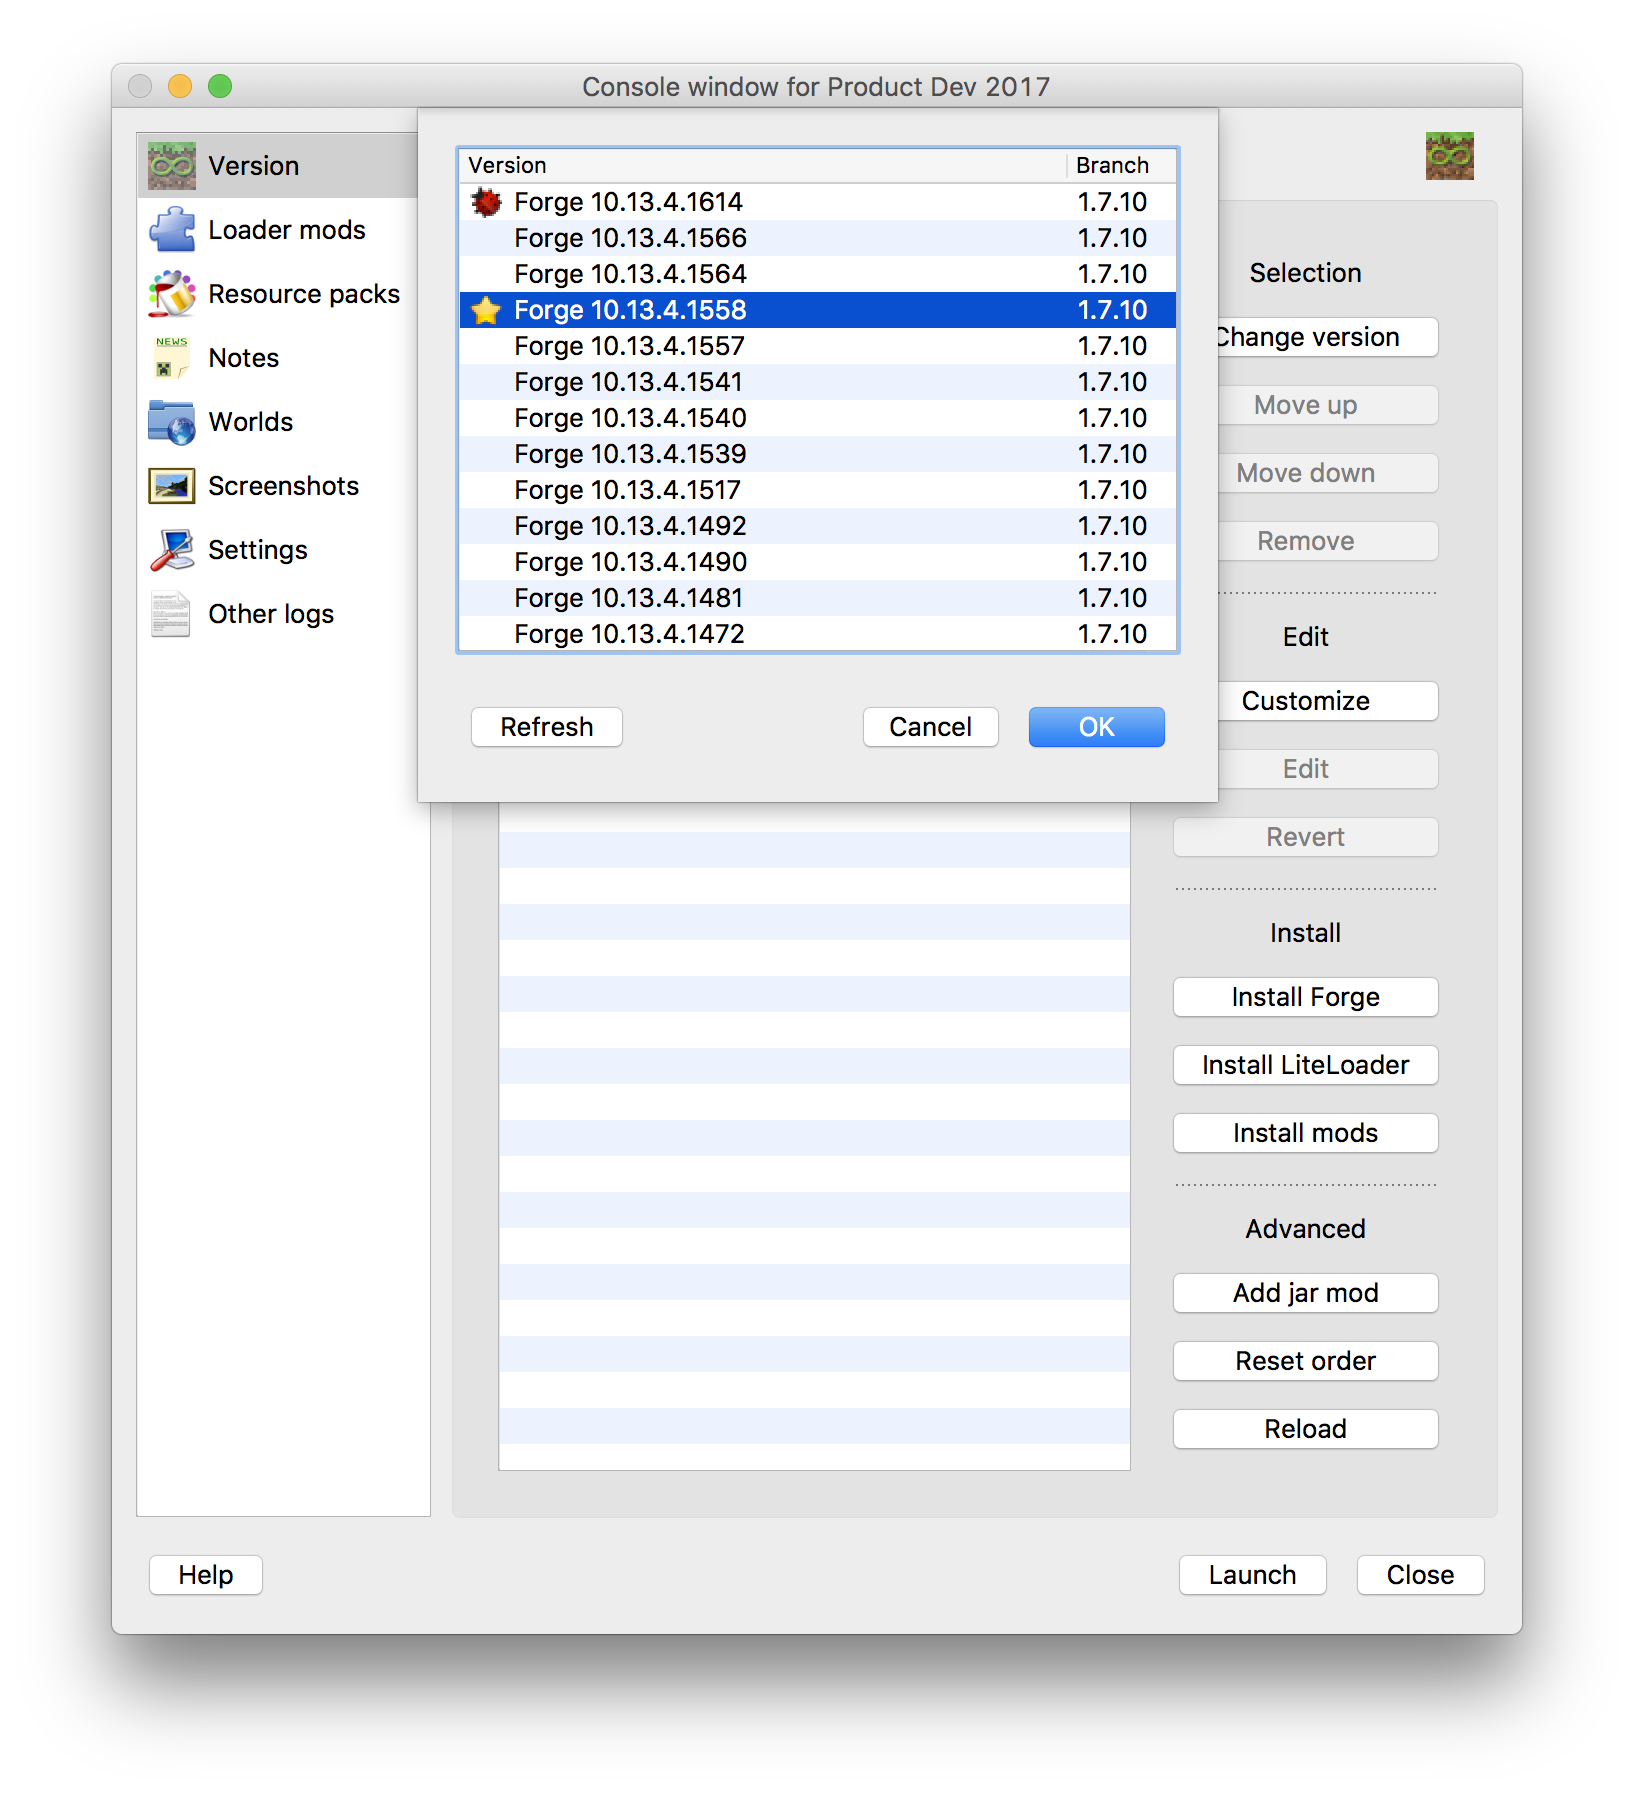 Console window for Product Dev 2017
Version
Loader mods
Resource packs
NEWS
Notes
Worlds
Screenshots
Settings
Other logs
Version Branch
Forge 10.13.4.1614 1.7.10
Forge 10.13.4.1566 1.7.10
Forge 10.13.4.1564 1.7.10
Forge 10.13.4.1558 1.7.10
Forge 10.13.4.1557 1.7.10
Forge 10.13.4.1541 1.7.10
Forge 10.13.4.1540 1.7.10
Forge 10.13.4.1539 1.7.10
Forge 10.13.4.1517 1.7.10
Forge 10.13.4.1492 1.7.10
Forge 10.13.4.1490 1.7.10
Forge 10.13.4.1481 1.7.10
Forge 10.13.4.1472 1.7.10
Refresh Cancel OK
Selection
Change version
Move up
Move down
Remove
Edit
Customize
Edit
Revert
Install
Install Forge
Install LiteLoader
Install mods
Advanced
Add jar mod
Reset order
Reload
Help Launch Close